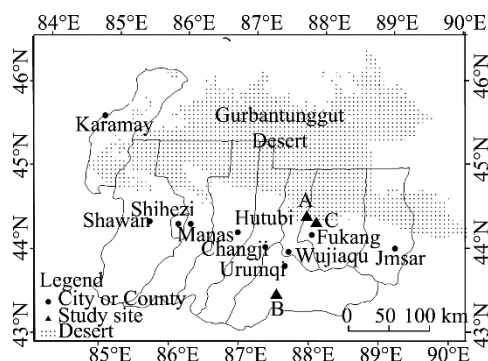 84°E 85°E 86°E 87°E 88°E 89°E 90°E
46°N 46°N
Gurbantunggut
Karamay
Desert
45°N 45°N
A
Shihezi
Shawan Hutubi C
Manas Fukang
44°N 44°N
Changji Wujiaqu Jmsar
Urumqi
Legend
City or County
Study site B 0 50 100 km
Desert
43°N 43°N
85°E 86°E 87°E 88°E 89°E 90°E